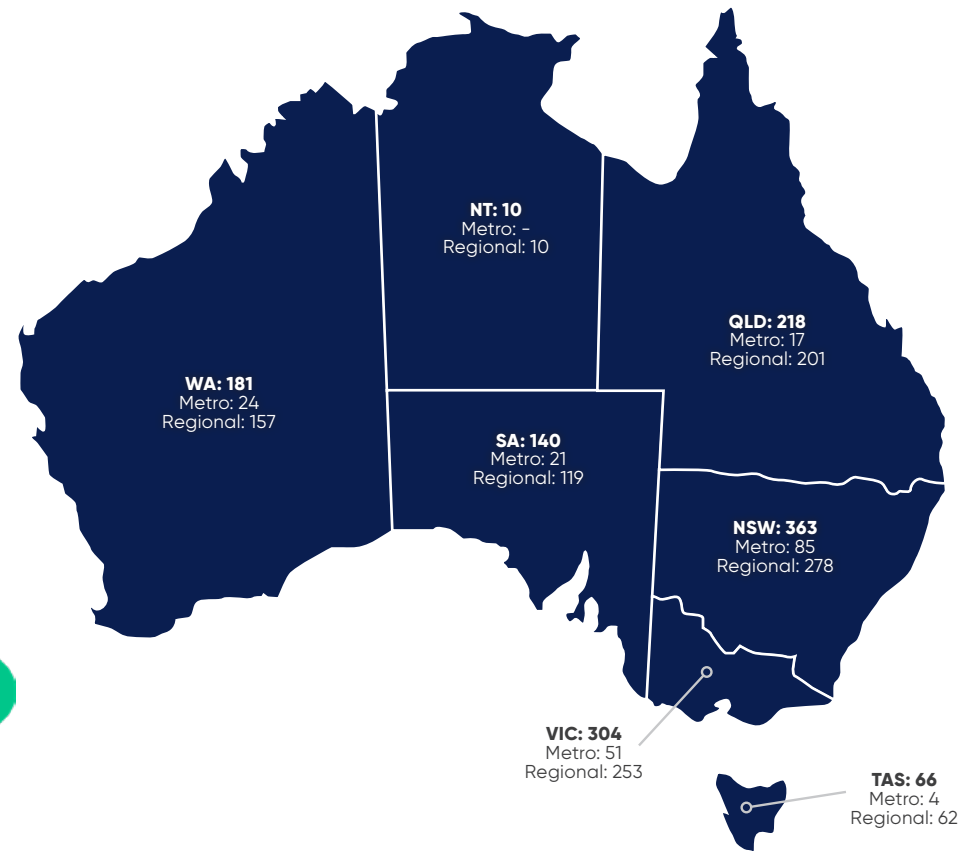 NT: 10
Metro: -
Regional: 10
QLD: 218
Metro: 17
Regional: 201
WA: 181
Metro: 24
Regional: 157
SA: 140
Metro: 21
Regional: 119
NSW: 363
Metro: 85
Regional: 278
VIC: 304
Metro: 51
Regional: 253
TAS: 66
Metro: 4
Regional: 62